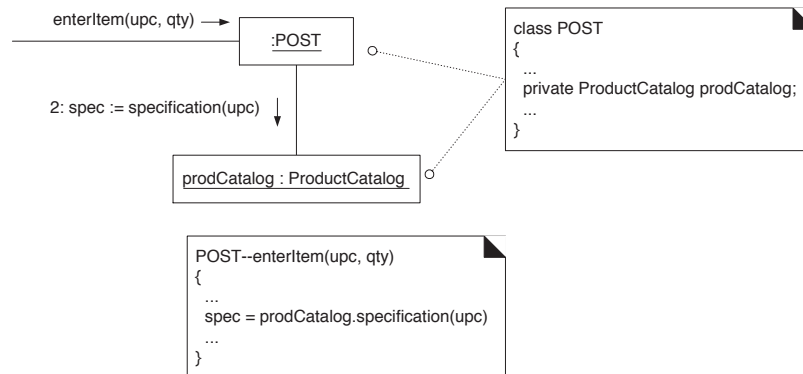 enterItem(upc, qty)
:POST
2: spec := specification(upc)
prodCatalog : ProductCatalog
class POST
{
...
private ProductCatalog prodCatalog;
...
}
POST--enterItem(upc, qty)
{
...
spec = prodCatalog.specification(upc)
...
}